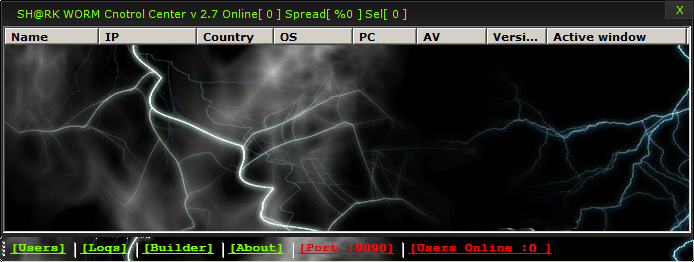 SH@RK WORM Cnotrol Center v 2.7 Online[ 0 ] Spread[ %0 ] Sel[ 0 ] X
Name IP Country OS PC AV Versi... Active window
[Users] [Logs] [Builder] [About] [Port :9090] [Users Online :0 ]